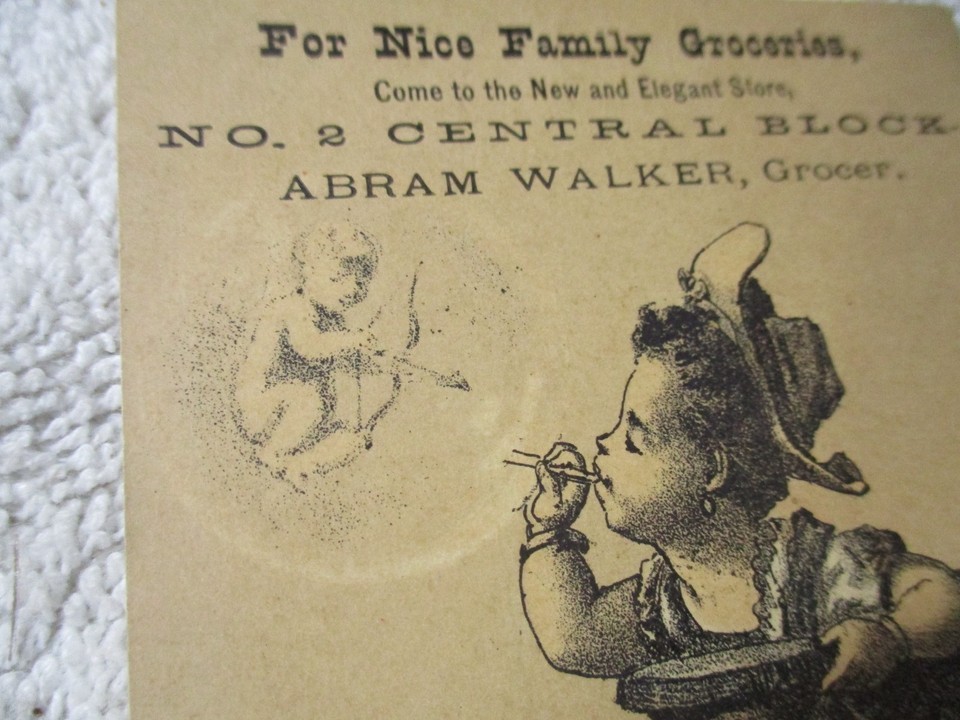 For Nice Family Groceries,
Come to the New and Elegant Store,
NO. 2 CENTRAL BLOCK
ABRAM WALKER, Grocer.